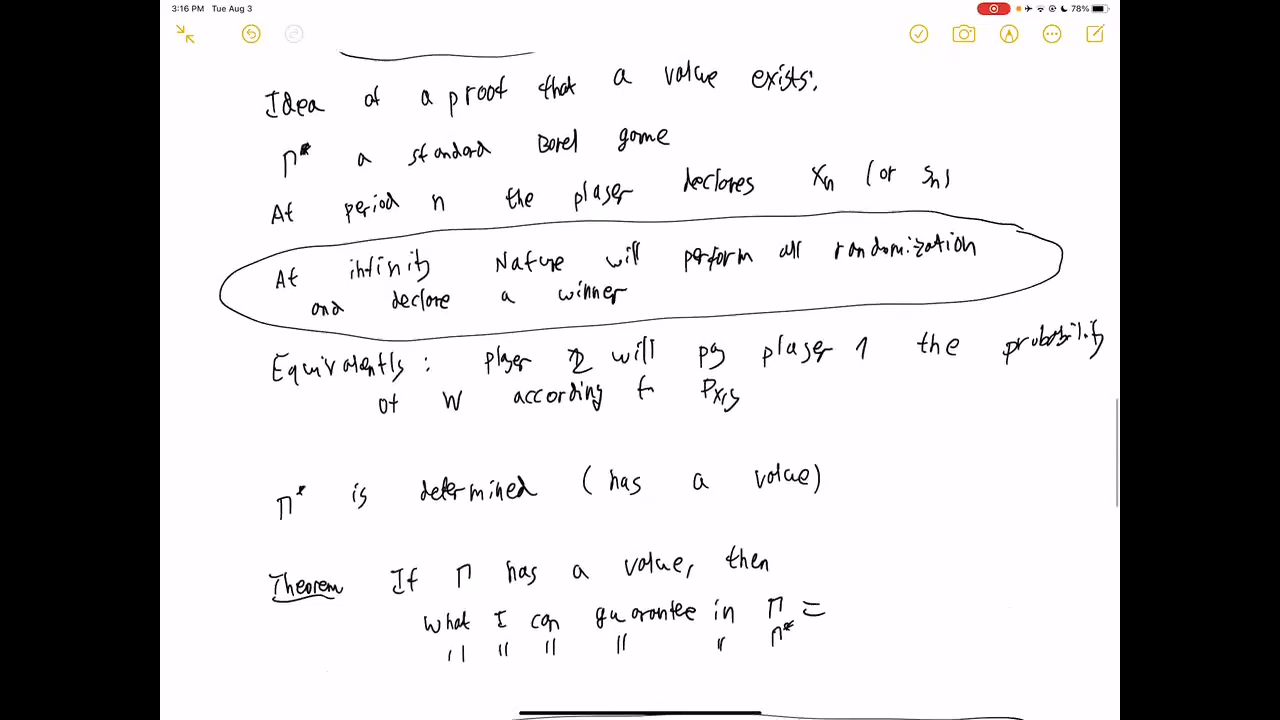 3:16 PM Tue Aug 3
78%
Idea of a proof that a value exists:
Γ* a standard Borel game
At period n the player declares xn (or sn)
At infinity Nature will perform all randomization
and declare a winner
Equivalently: player 2 will pay player 1 the probability
of W according to Px,s
Γ* is determined (has a value)
Theorem If Γ has a value, then
What I can guarantee in Γ =
" " " " " Γ*